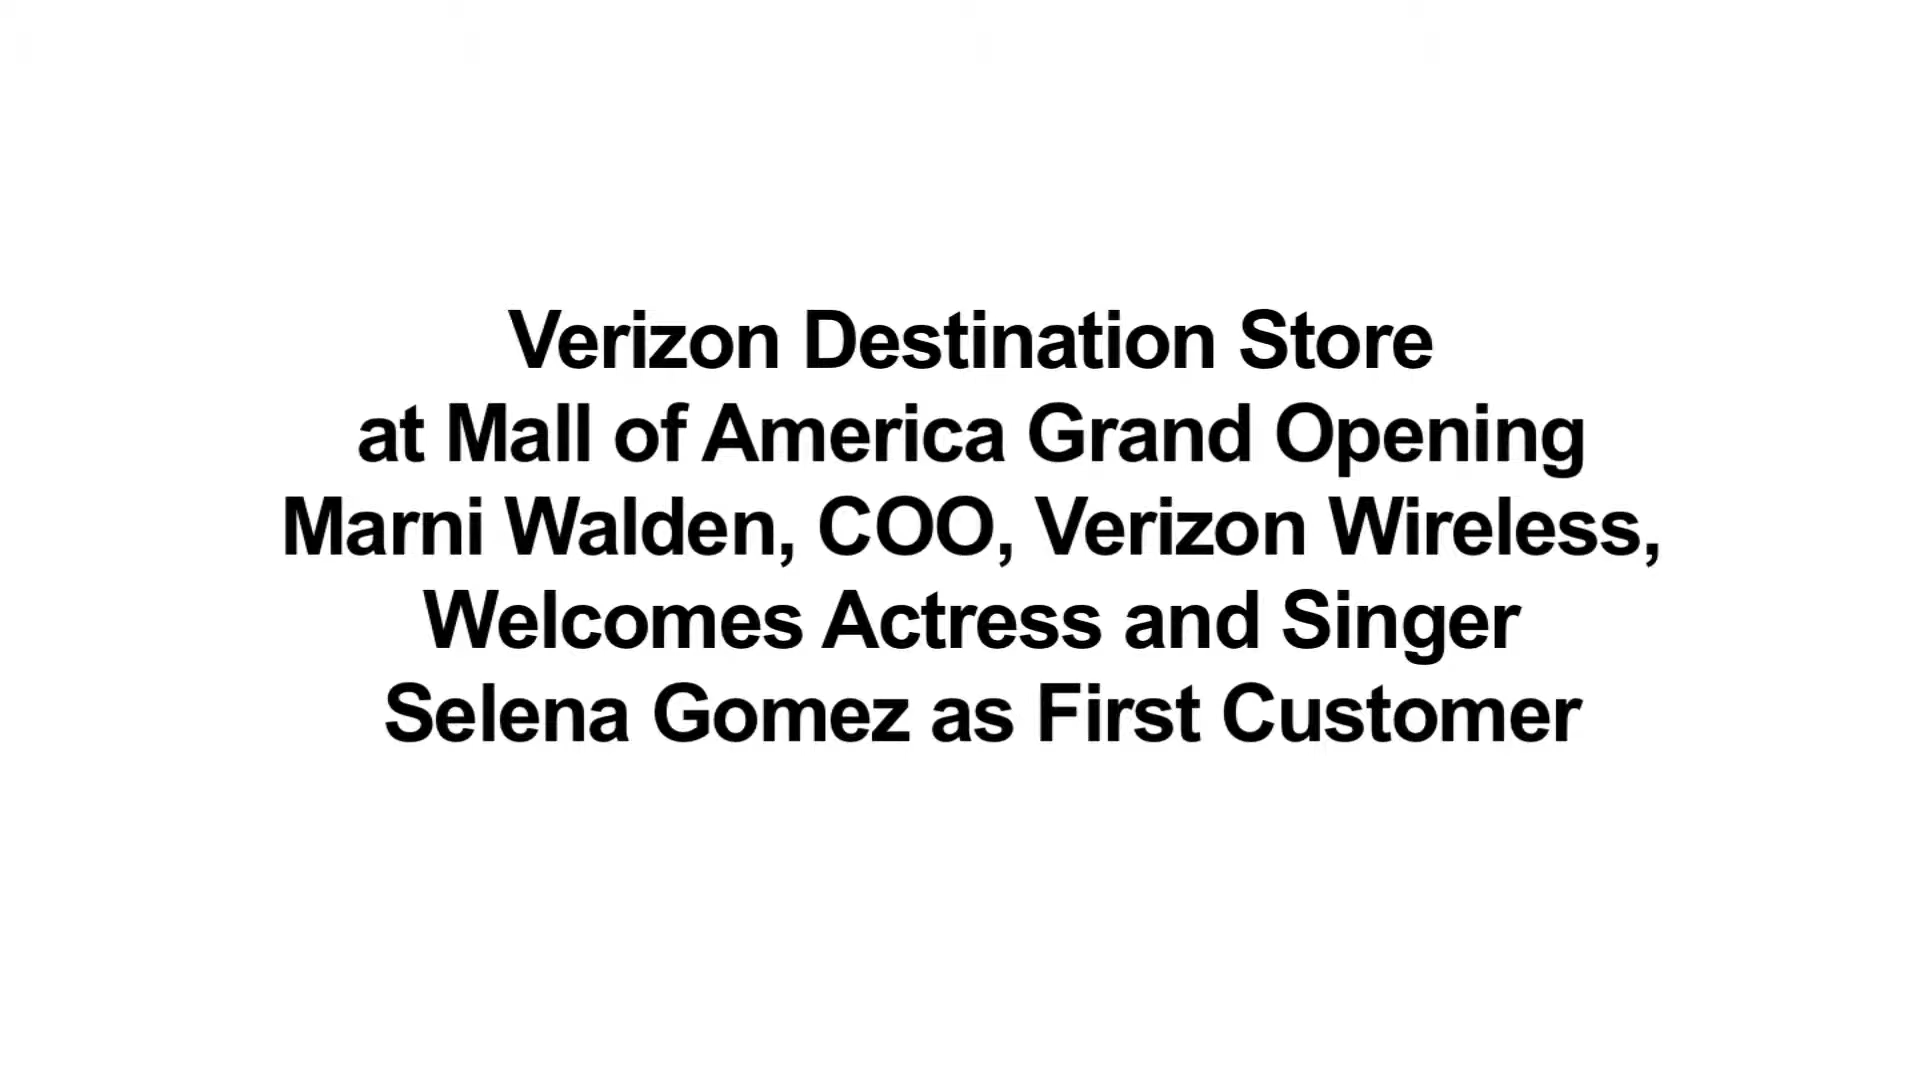 Verizon Destination Store
at Mall of America Grand Opening
Marni Walden, COO, Verizon Wireless,
Welcomes Actress and Singer
Selena Gomez as First Customer